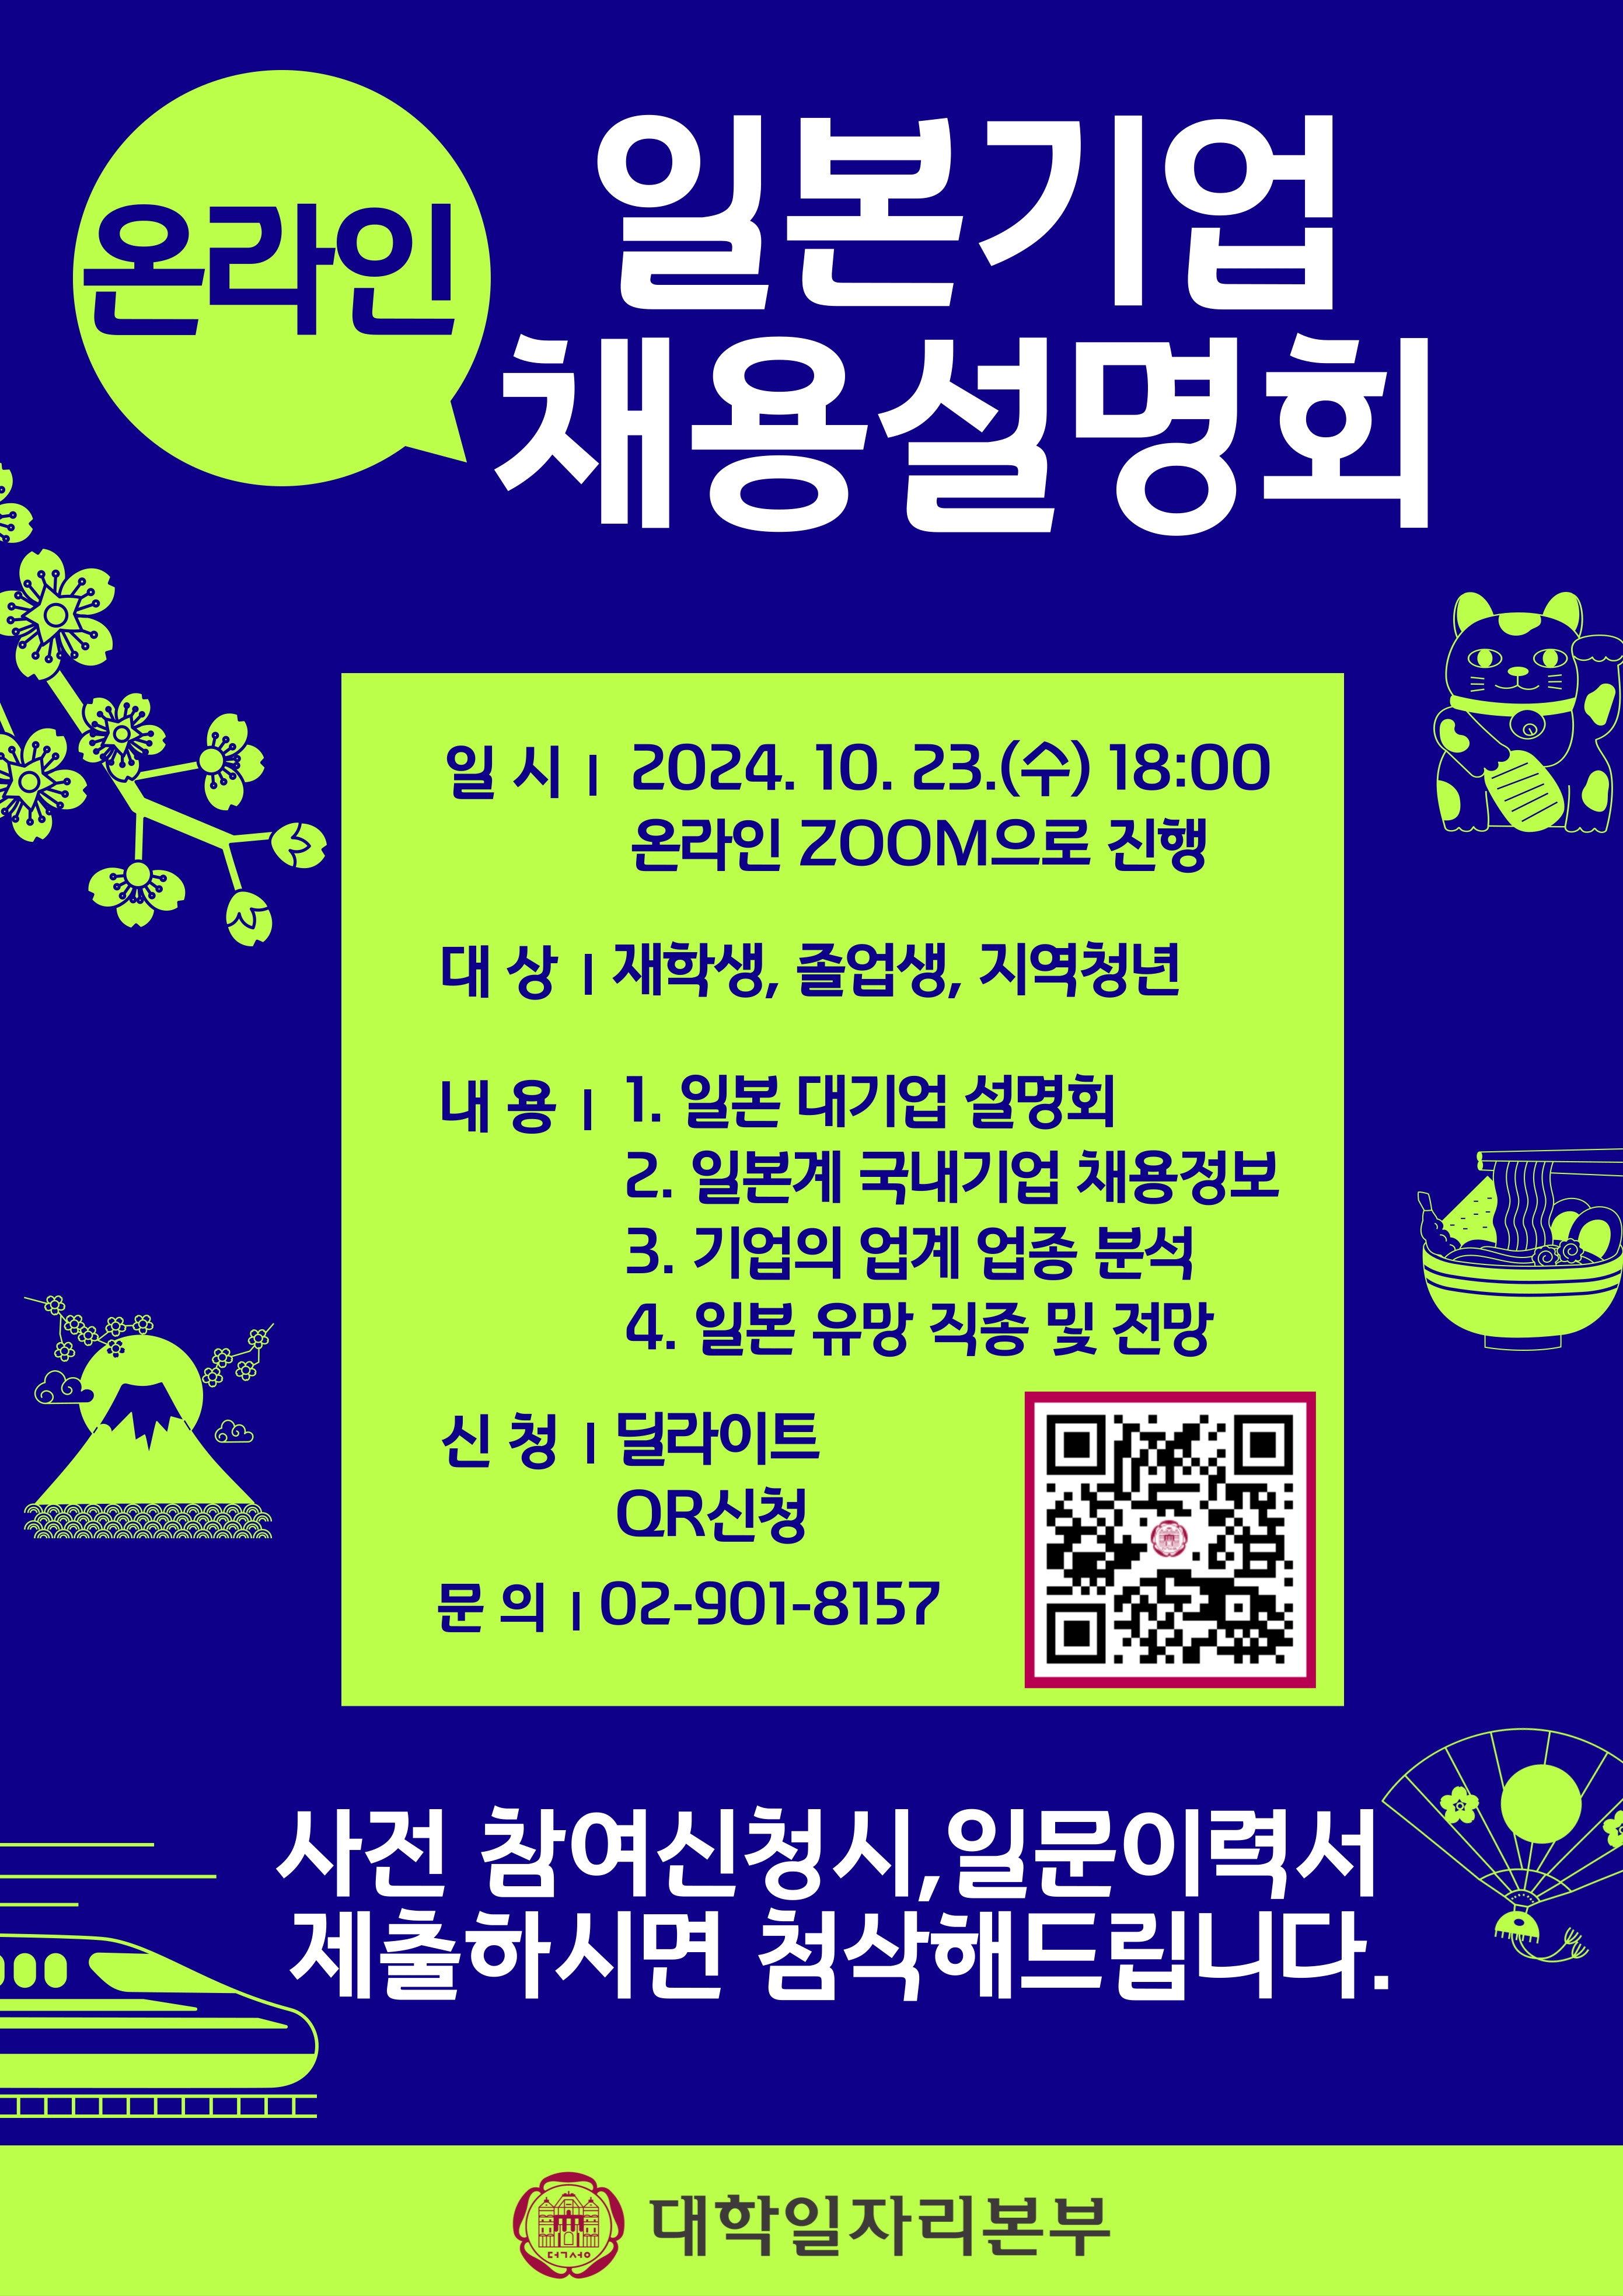 온라인
일본기업
채용설명회
일 시 ㅣ 2024. 10. 23.(수) 18:00
온라인 ZOOM으로 진행
대 상 ㅣ 재학생, 졸업생, 지역청년
내 용 ㅣ 1. 일본 대기업 설명회
2. 일본계 국내기업 채용정보
3. 기업의 업계 업종 분석
4. 일본 유망 직종 및 전망
신 청 ㅣ 딜라이트
QR신청
문 의 ㅣ 02-901-8157
사전 참여신청시,일문이력서
제출하시면 첨삭해드립니다.
대학일자리본부